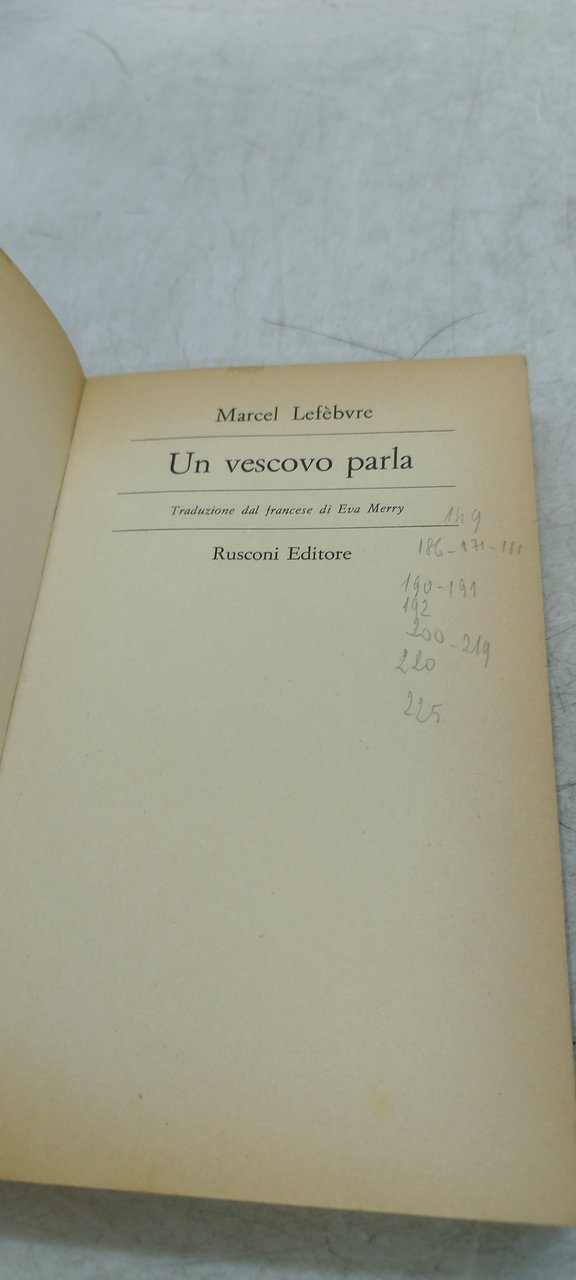 Marcel Lefèbvre
Un vescovo parla
Traduzione dal francese di Eva Merry
Rusconi Editore
149
186-171-181
190-191
192
200-219
220
225